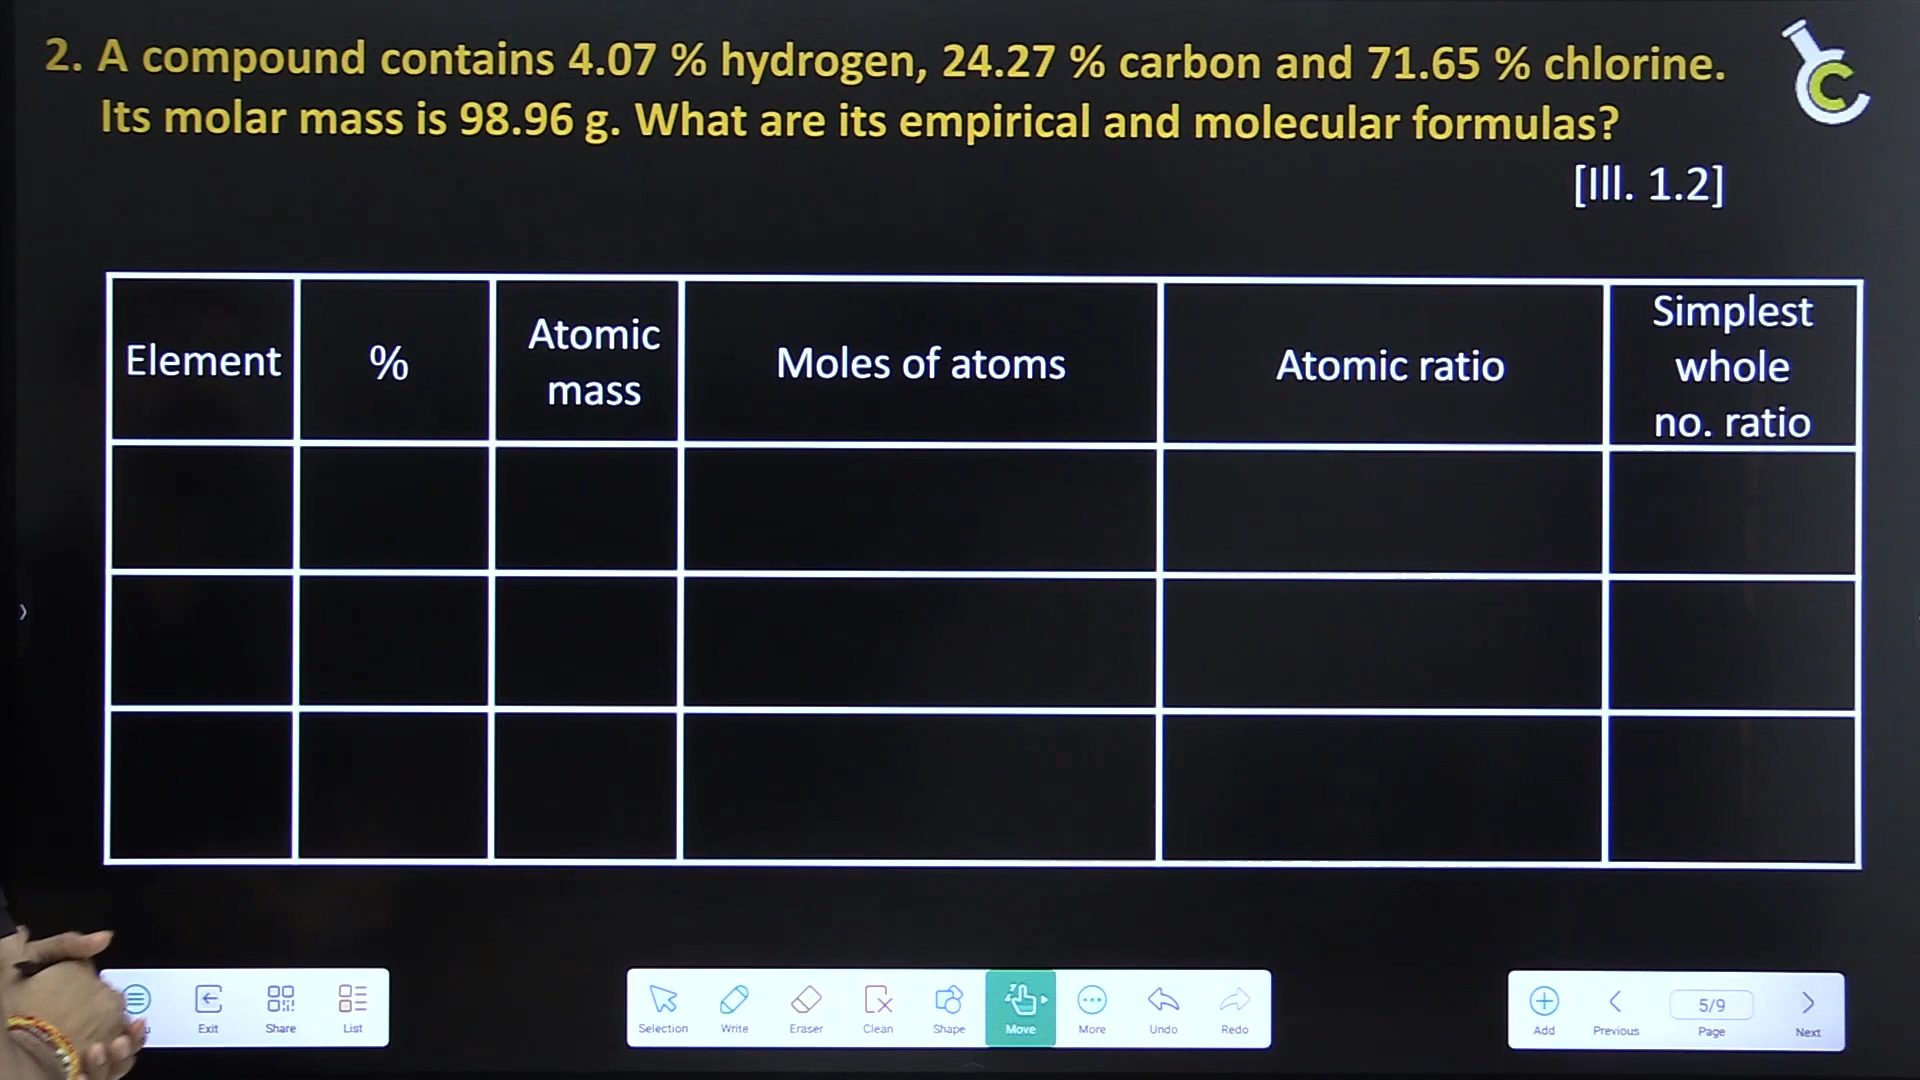 2. A compound contains 4.07 % hydrogen, 24.27 % carbon and 71.65 % chlorine.
Its molar mass is 98.96 g. What are its empirical and molecular formulas?
[Ill. 1.2]
Element
%
Atomic
mass
Moles of atoms
Atomic ratio
Simplest
whole
no. ratio
u
Exit
Share
List
Selection
Write
Eraser
Clean
Shape
Move
More
Undo
Redo
Add
Previous
5/9
Page
Next